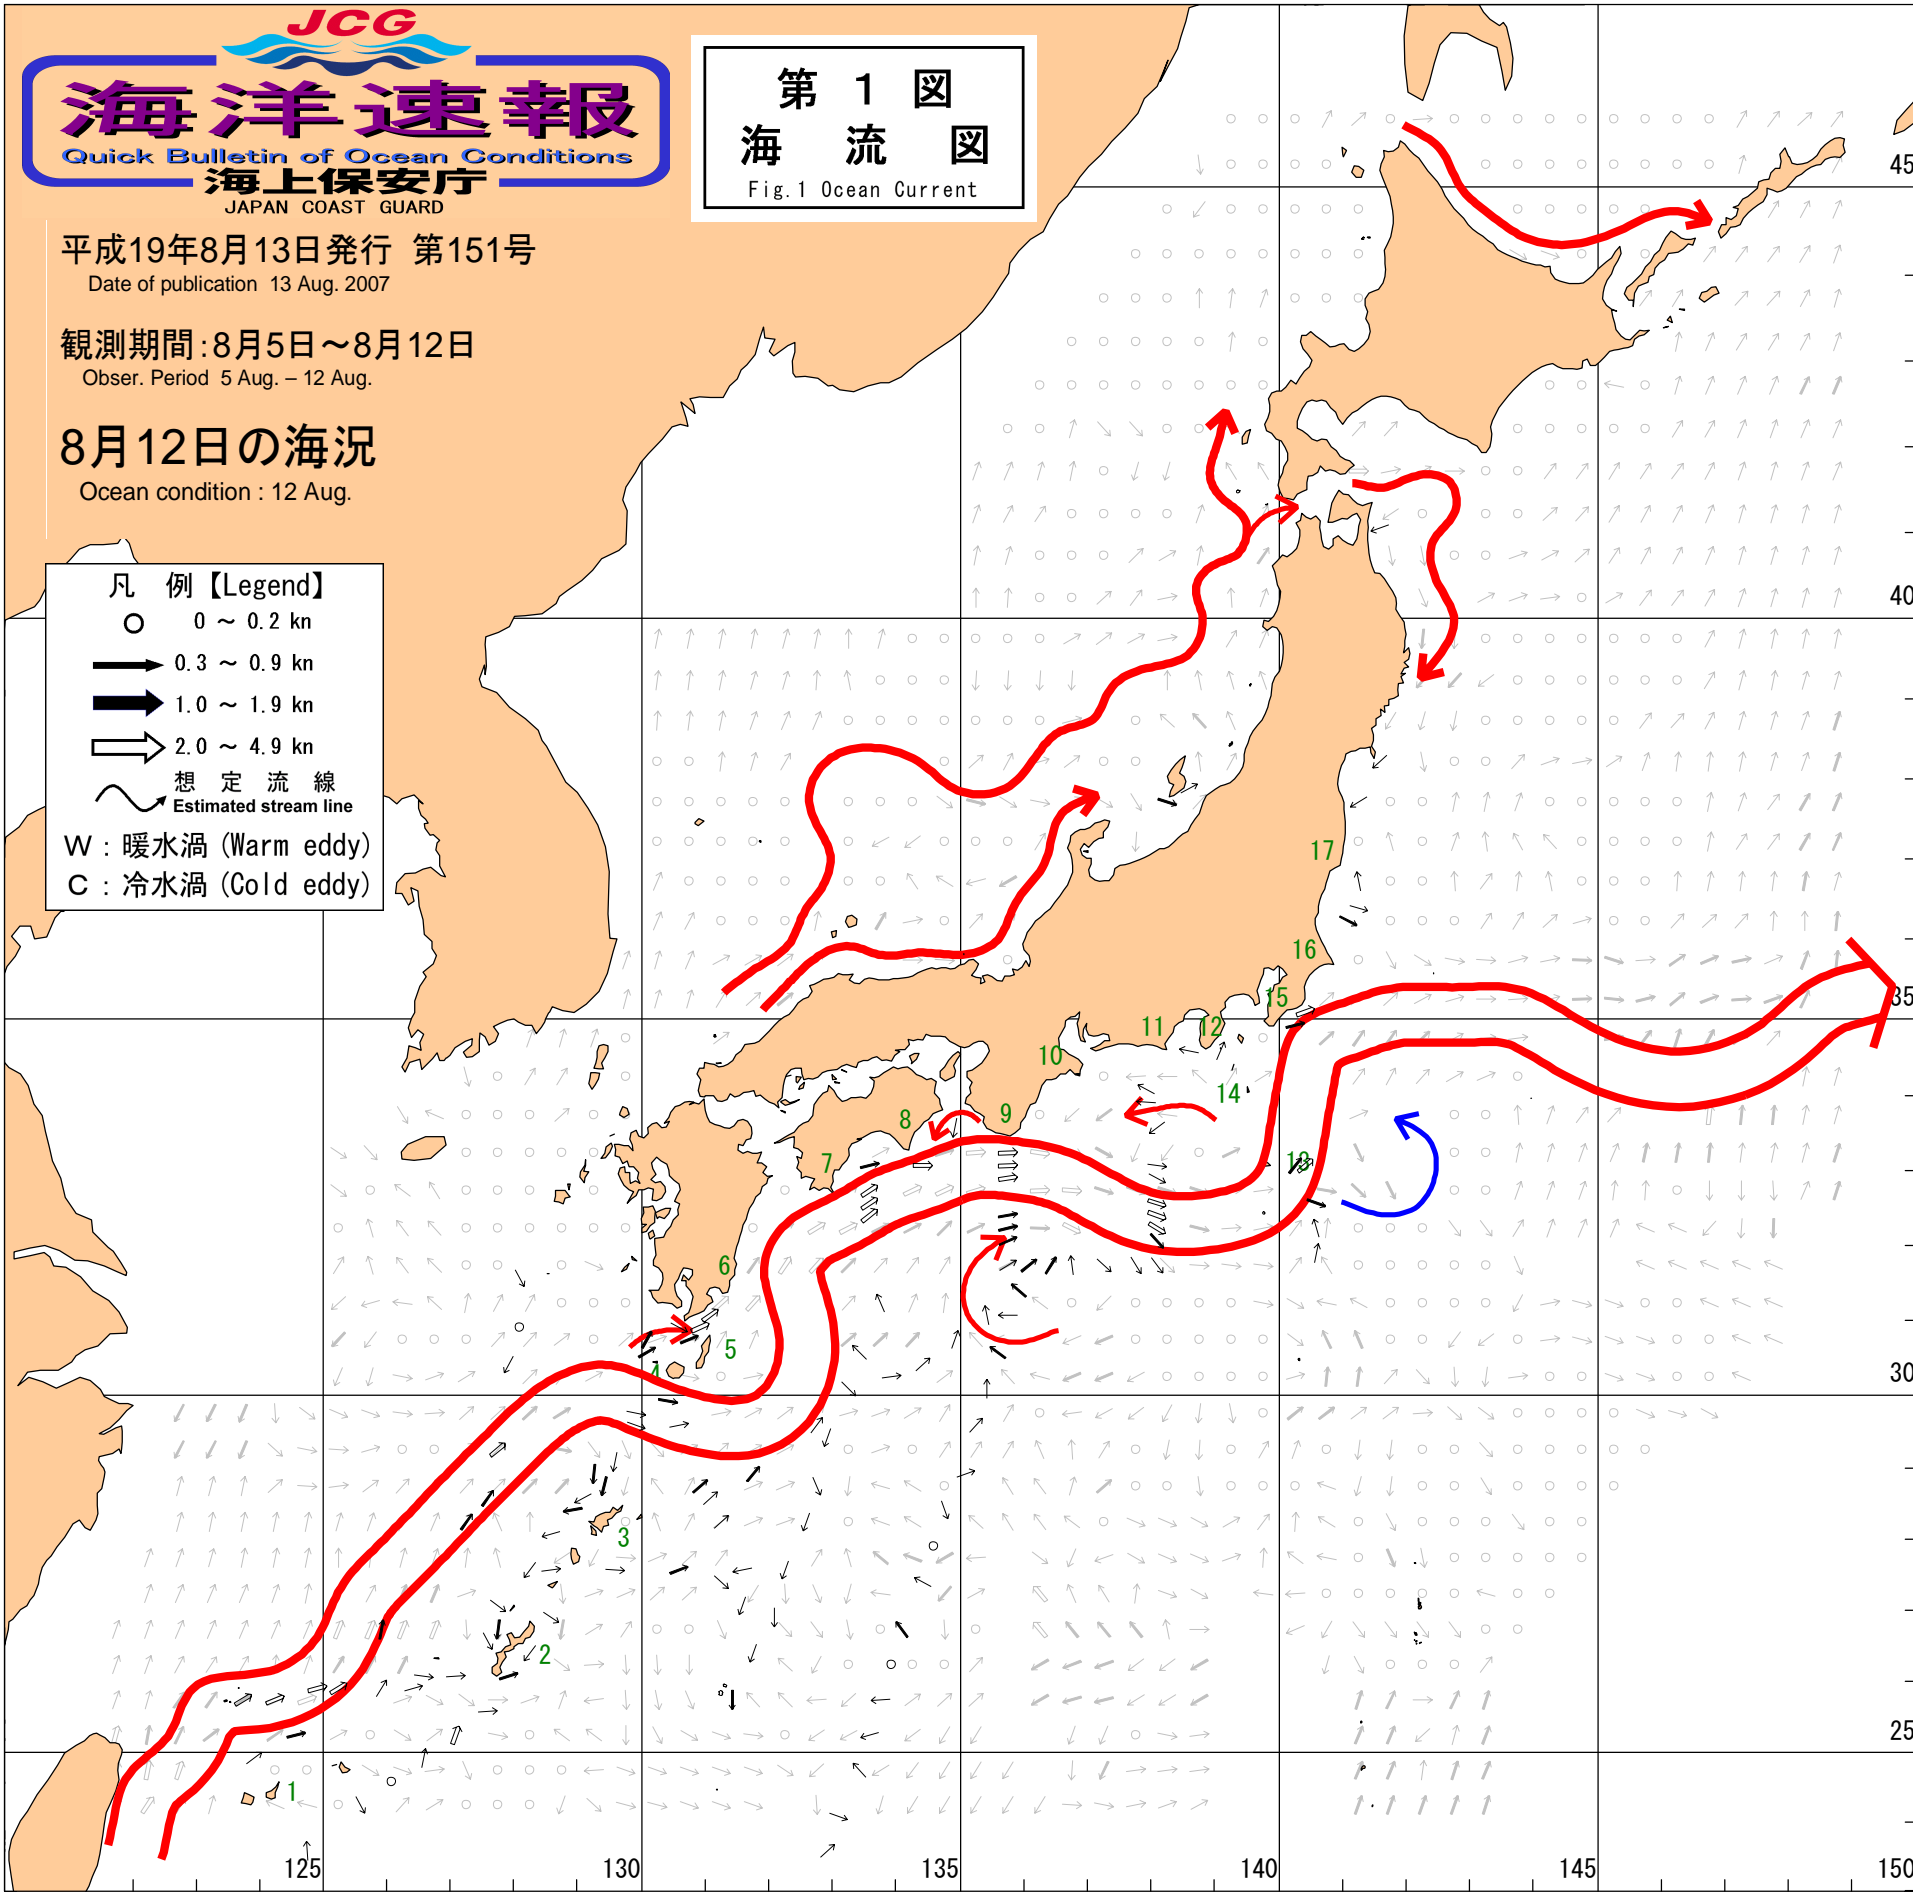 JCG
海洋速報
Quick Bulletin of Ocean Conditions
海上保安庁
JAPAN COAST GUARD
第 1 図
海 流 図
Fig.1 Ocean Current
平成19年8月13日発行 第151号
Date of publication 13 Aug. 2007
観測期間:8月5日～8月12日
Obser. Period 5 Aug. – 12 Aug.
8月12日の海況
Ocean condition : 12 Aug.
凡 例【Legend】
0 ～ 0.2 kn
0.3 ～ 0.9 kn
1.0 ～ 1.9 kn
2.0 ～ 4.9 kn
想 定 流 線
Estimated stream line
W : 暖水渦 (Warm eddy)
C : 冷水渦 (Cold eddy)
45
40
35
30
25
17
16
15
11
12
10
14
8
9
7
13
6
5
4
3
2
1
125
130
135
140
145
150